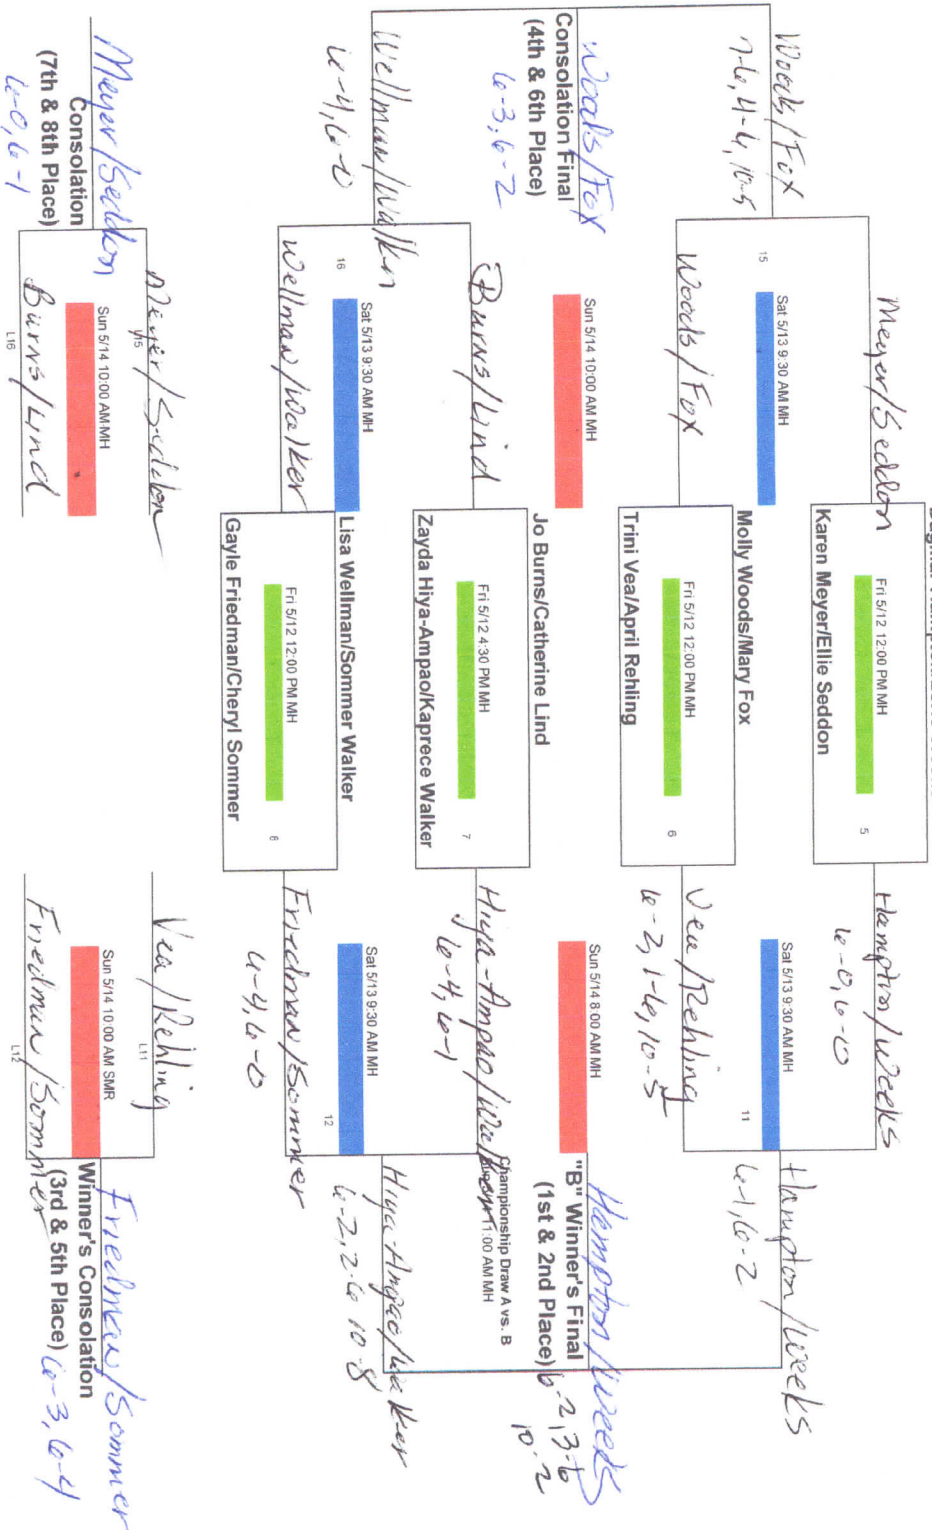 Karen Meyer/Ellie Seddon
Fri 5/12 12:00 PM MH
5
Meyer/Seddon
Hampton/Weeks
6-0, 6-0
Sat 5/13 9:30 AM MH
15
Sat 5/13 9:30 AM MH
11
Molly Woods/Mary Fox
Fri 5/12 12:00 PM MH
6
Trini Vea/April Rehling
Woods/Fox
Vea/Rehling
6-2, 1-6, 10-5
Woods/Fox
7-6, 4-6, 10-5
Hampton/Weeks
6-1, 6-2
Woods/Fox
Consolation Final
(4th & 6th Place)
6-3, 6-2
Sun 5/14 10:00 AM MH
Sun 5/14 8:00 AM MH
Hampton/Weeks
"B" Winner's Final
(1st & 2nd Place)
6-2, 3-6
10-2
Championship Draw A vs. B
11:00 AM MH
Jo Burns/Catherine Lind
Fri 5/12 4:30 PM MH
7
Zayda Hiya-Ampao/Kaprece Walker
Burns/Lind
Hiya-Ampao/Walker
6-4, 6-1
Sat 5/13 9:30 AM MH
16
Sat 5/13 9:30 AM MH
12
Wellman/Walker
6-4, 6-0
Hiya-Ampao/Walker
6-2, 2-6 10-8
Lisa Wellman/Sommer Walker
Fri 5/12 12:00 PM MH
8
Gayle Friedman/Cheryl Sommer
Wellman/Walker
Friedman/Sommer
6-4, 6-0
Meyer/Seddon
L15
Sun 5/14 10:00 AM MH
Burns/Lind
L16
Meyer/Seddon
Consolation
(7th & 8th Place)
6-0, 6-1
Vea/Rehling
L11
Sun 5/14 10:00 AM SMR
Friedman/Sommer
L12
Friedman/Sommer
Winner's Consolation
(3rd & 5th Place)
6-3, 6-4